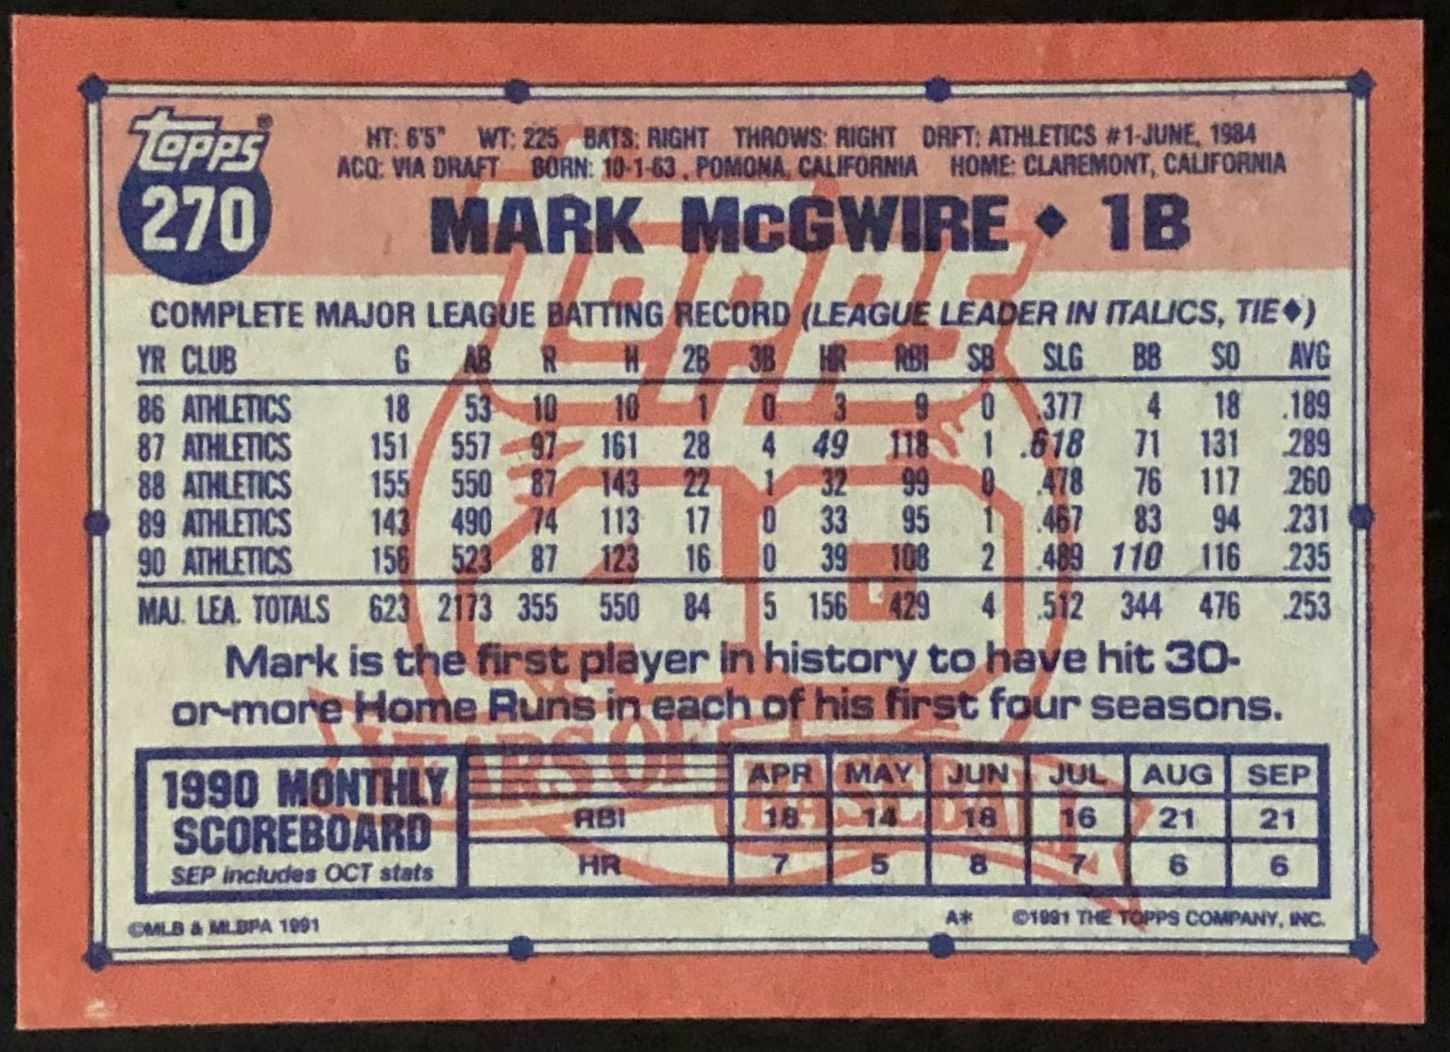 TOPPS®
270
HT: 6'5" WT: 225 BATS: RIGHT THROWS: RIGHT DRFT: ATHLETICS #1-JUNE, 1984
ACQ: VIA DRAFT BORN: 10-1-63, POMONA, CALIFORNIA HOME: CLAREMONT, CALIFORNIA
MARK McGWIRE ◆ 1B
TOPPS
40
YEARS OF BASEBALL
COMPLETE MAJOR LEAGUE BATTING RECORD (LEAGUE LEADER IN ITALICS, TIE◆)
YR CLUB G AB R H 2B 3B HR RBI SB SLG BB SO AVG
86 ATHLETICS 18 53 10 10 1 0 3 9 0 .377 4 18 .189
87 ATHLETICS 151 557 97 161 28 4 49 118 1 .618 71 131 .289
88 ATHLETICS 155 550 87 143 22 1 32 99 0 .478 76 117 .260
89 ATHLETICS 143 490 74 113 17 0 33 95 1 .467 83 94 .231
90 ATHLETICS 156 523 87 123 16 0 39 108 2 .489 110 116 .235
MAJ. LEA. TOTALS 623 2173 355 550 84 5 156 429 4 .512 344 476 .253
Mark is the first player in history to have hit 30-
or-more Home Runs in each of his first four seasons.
1990 MONTHLY
SCOREBOARD
SEP includes OCT stats
APR MAY JUN JUL AUG SEP
RBI 18 14 18 16 21 21
HR 7 5 8 7 6 6
©MLB & MLBPA 1991 A* ©1991 THE TOPPS COMPANY, INC.